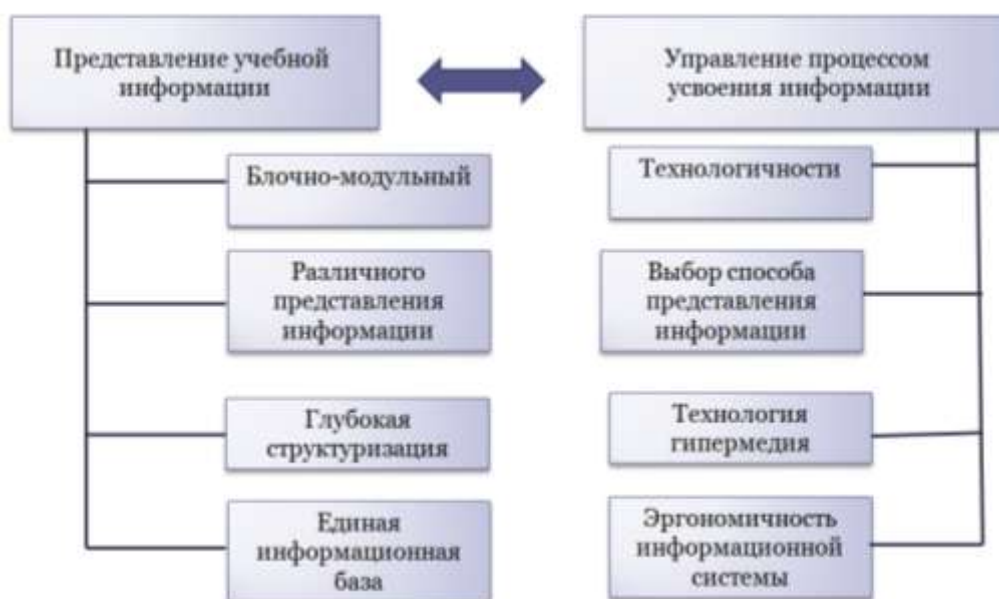 Представление учебной
информации
Управление процессом
усвоения информации
Блочно-модульный
Технологичности
Различного
представления
информации
Выбор способа
представления
информации
Глубокая
структуризация
Технология
гипермедия
Единая
информационная
база
Эргономичность
информационной
системы